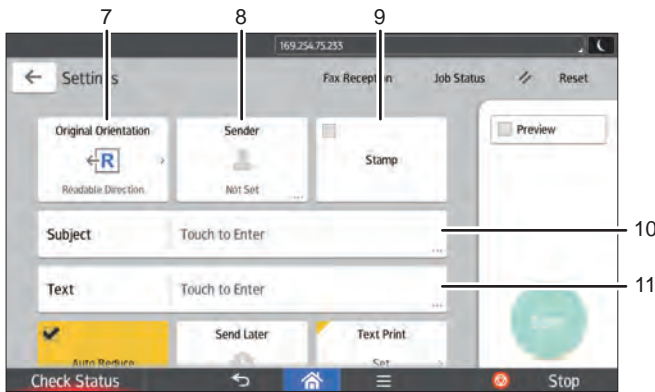 7 8 9
169.254.75.233
Settings Fax Reception Job Status Reset
Original Orientation Sender Preview
R Stamp
Readable Direction Not Set
Subject Touch to Enter 10
Text Touch to Enter 11
Send Later Text Print
Auto Reduce Set
Check Status Stop